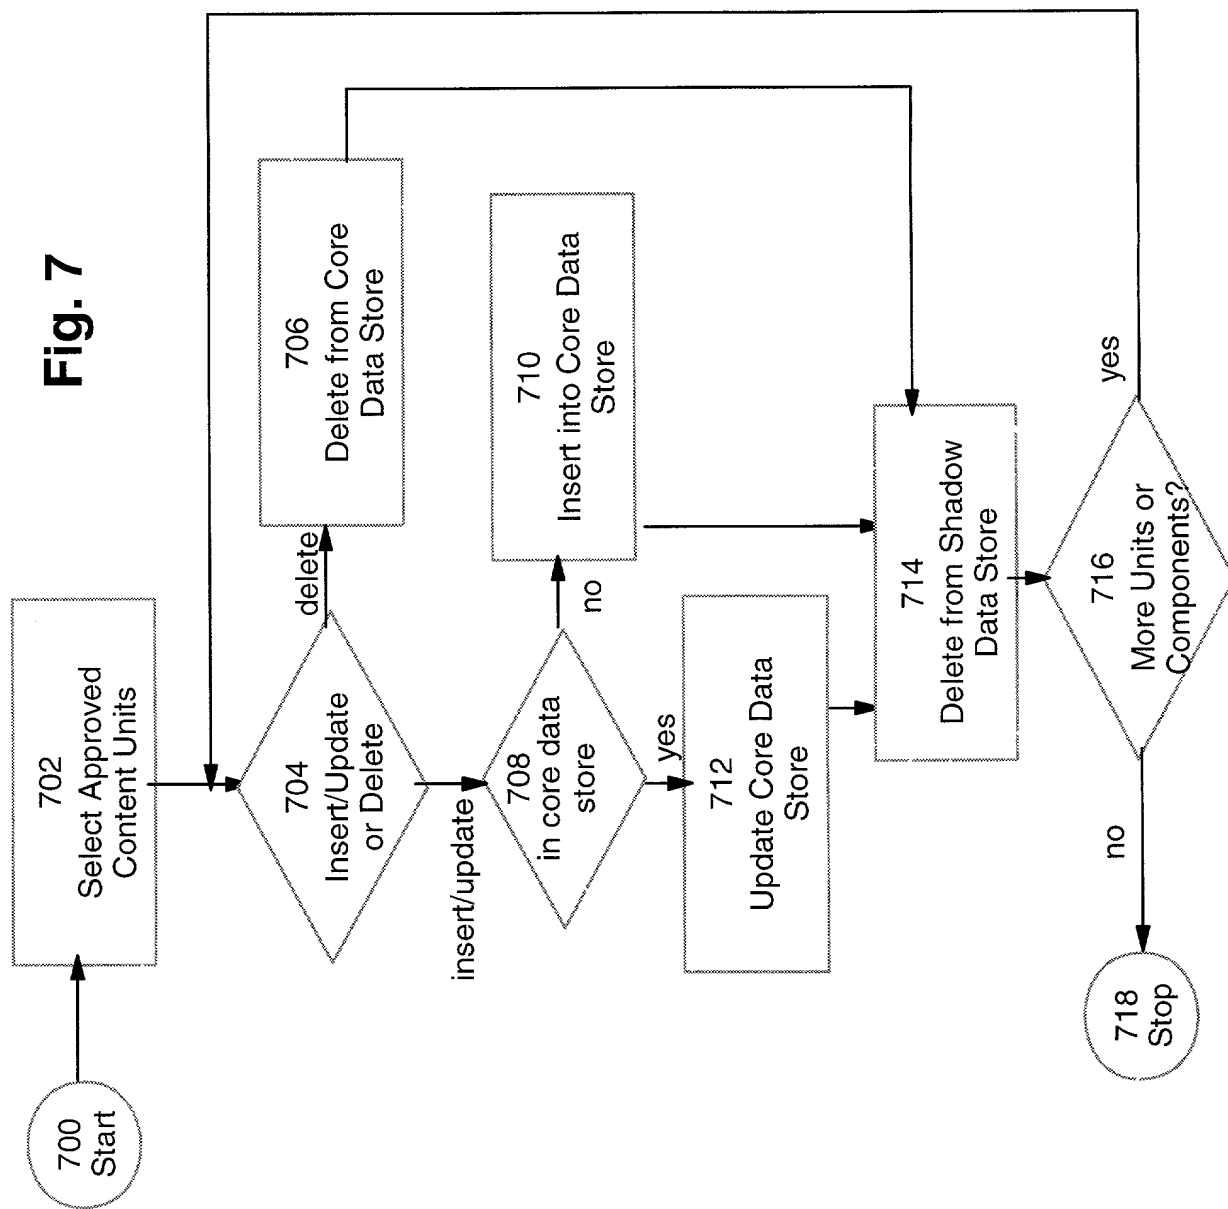 Fig. 7
700
Start
702
Select Approved
Content Units
704
Insert/Update
or Delete
delete
706
Delete from Core
Data Store
insert/update
708
in core data
store
no
710
Insert into Core Data
Store
yes
712
Update Core Data
Store
714
Delete from Shadow
Data Store
716
More Units or
Components?
yes
no
718
Stop